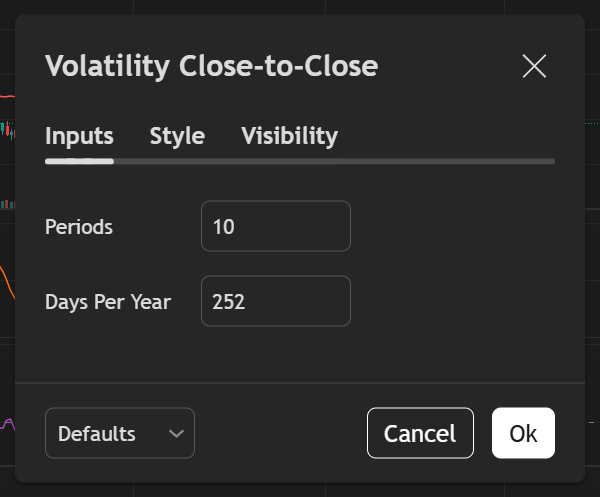 Volatility Close-to-Close
Inputs Style Visibility
Periods 10
Days Per Year 252
Defaults Cancel Ok